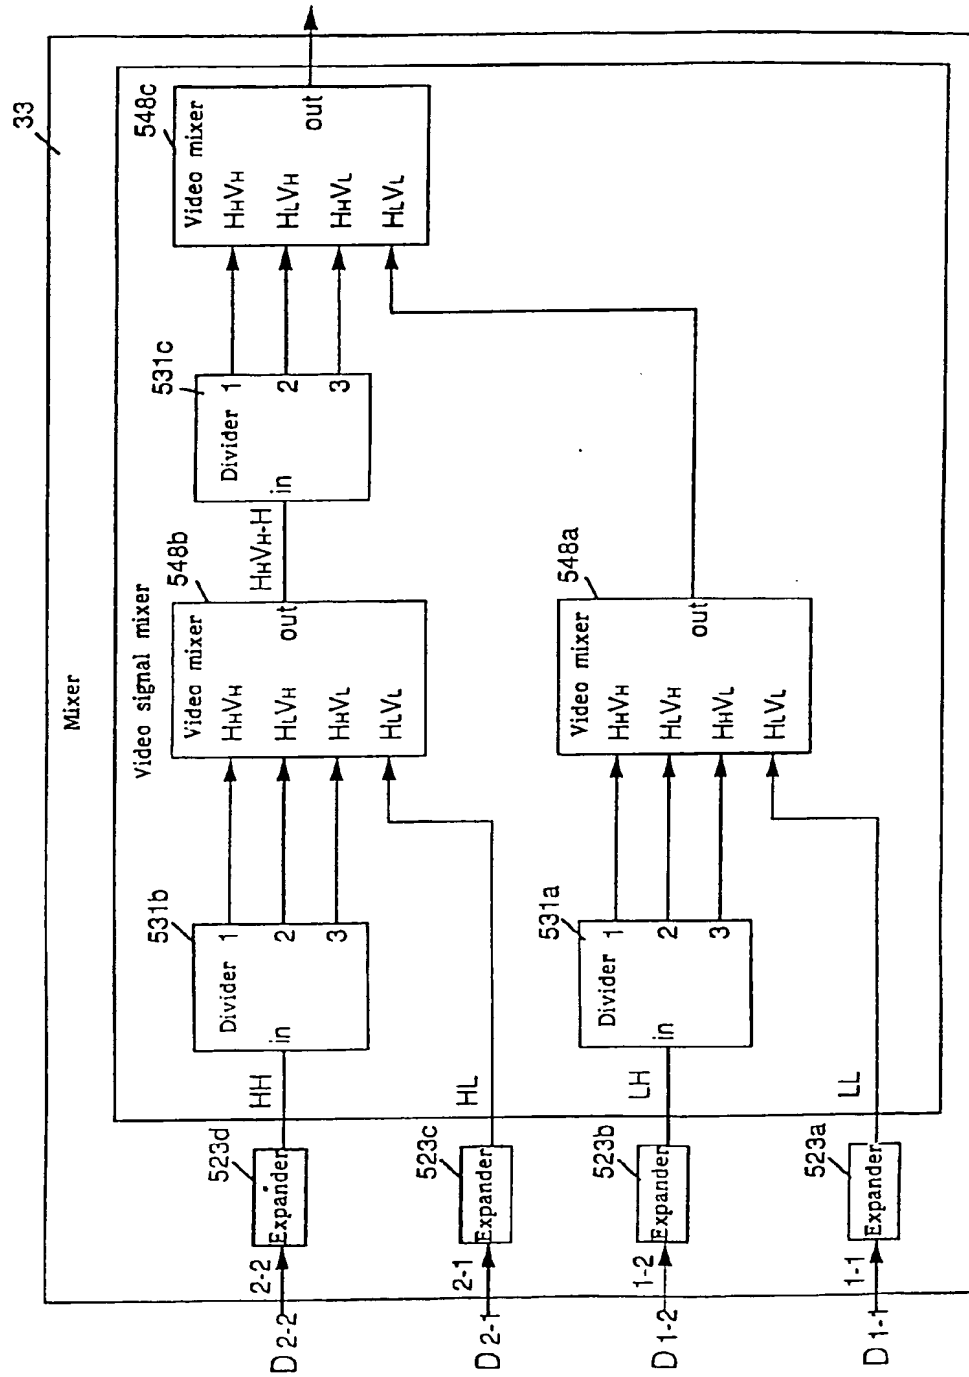 33
Mixer
Video signal mixer
D2-2
2-2
Expander
523d
HH
Divider
in
1
2
3
531b
Video mixer
HHVH
HLVH
HHVL
HLVL
out
548b
HHVH-H
Divider
in
1
2
3
531c
Video mixer
HHVH
HLVH
HHVL
HLVL
out
548c
D2-1
2-1
Expander
523c
HL
D1-2
1-2
Expander
523b
LH
Divider
in
1
2
3
531a
Video mixer
HHVH
HLVH
HHVL
HLVL
out
548a
D1-1
1-1
Expander
523a
LL